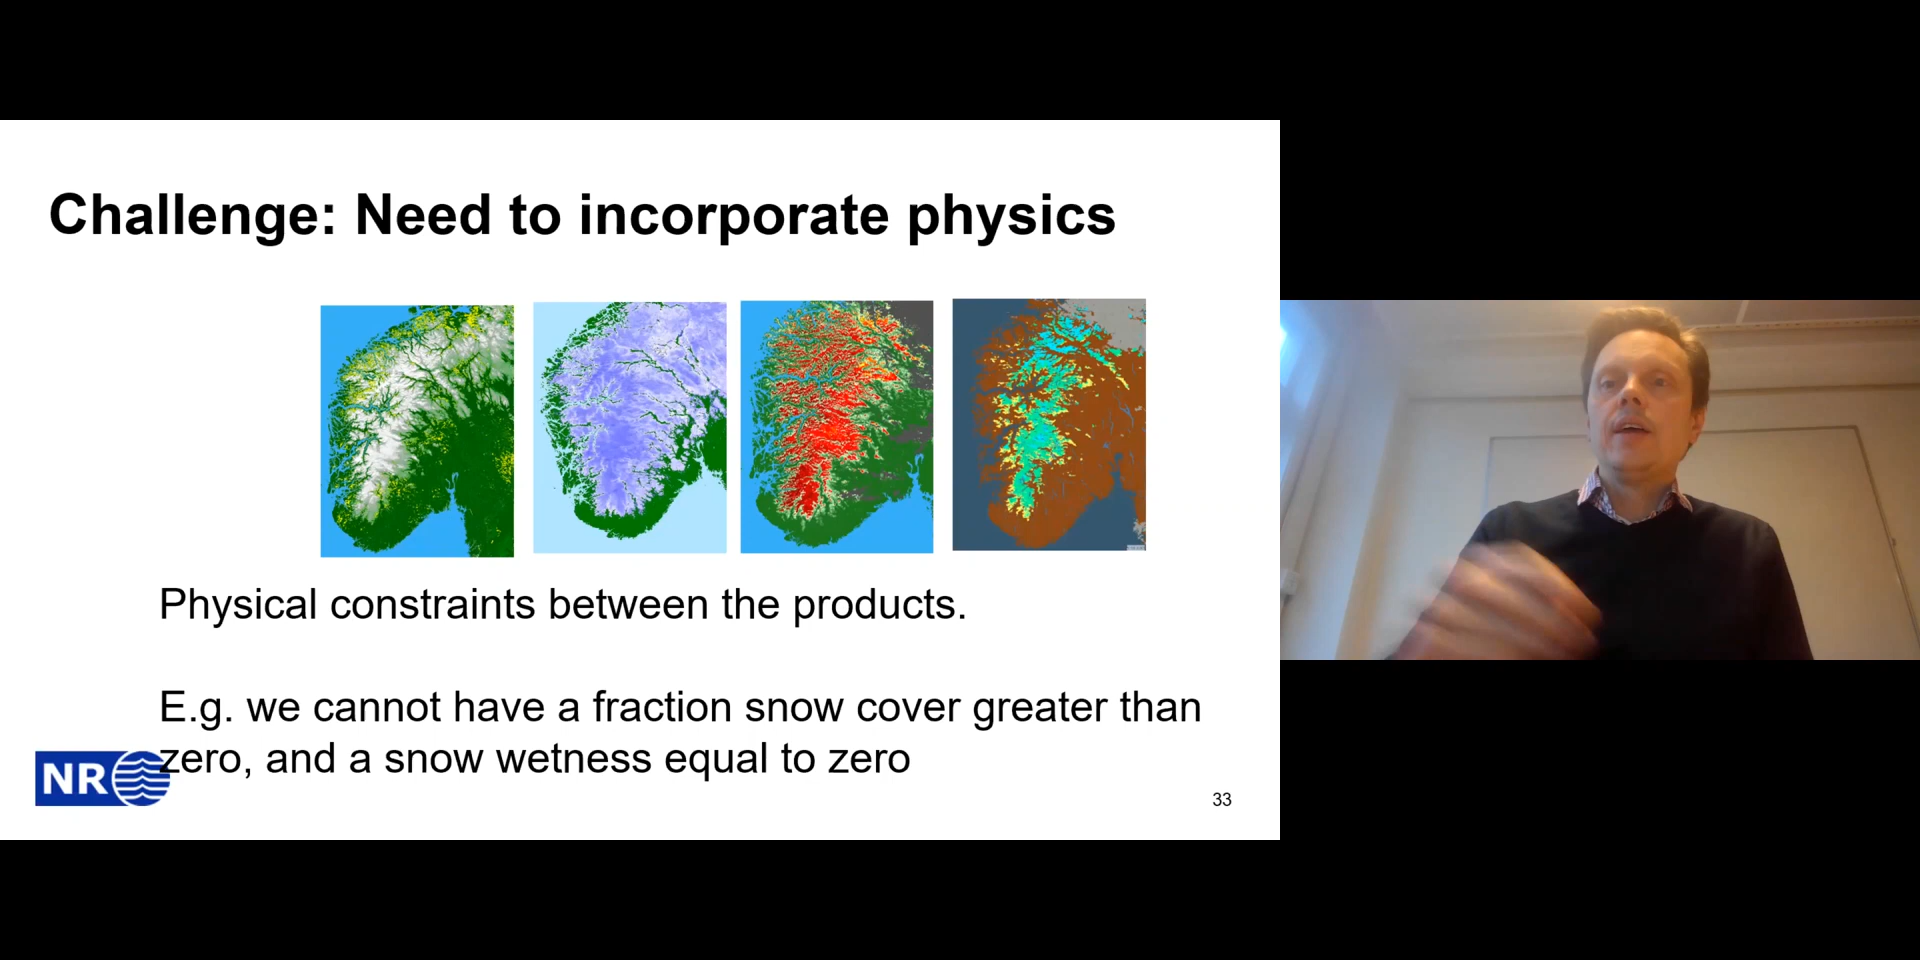 Challenge: Need to incorporate physics
Physical constraints between the products.
E.g. we cannot have a fraction snow cover greater than
zero, and a snow wetness equal to zero
NR
33